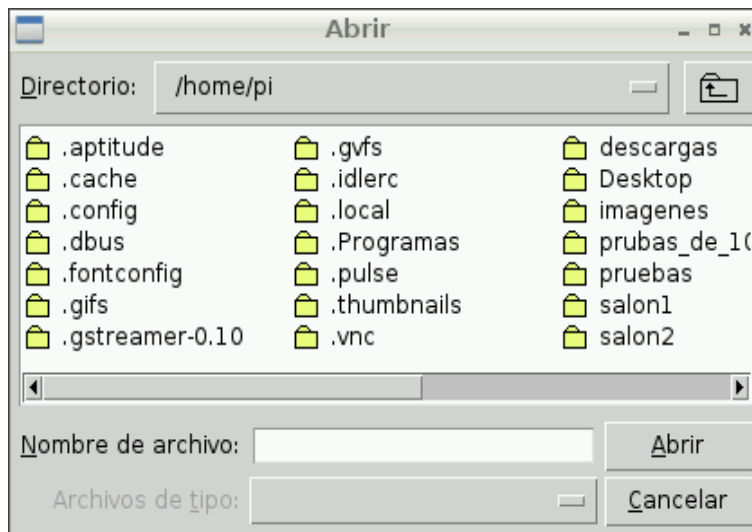 Abrir
Directorio: /home/pi
.aptitude .gvfs descargas
.cache .idlerc Desktop
.config .local imagenes
.dbus .Programas prubas_de_10
.fontconfig .pulse pruebas
.gifs .thumbnails salon1
.gstreamer-0.10 .vnc salon2
Nombre de archivo: Abrir
Archivos de tipo: Cancelar